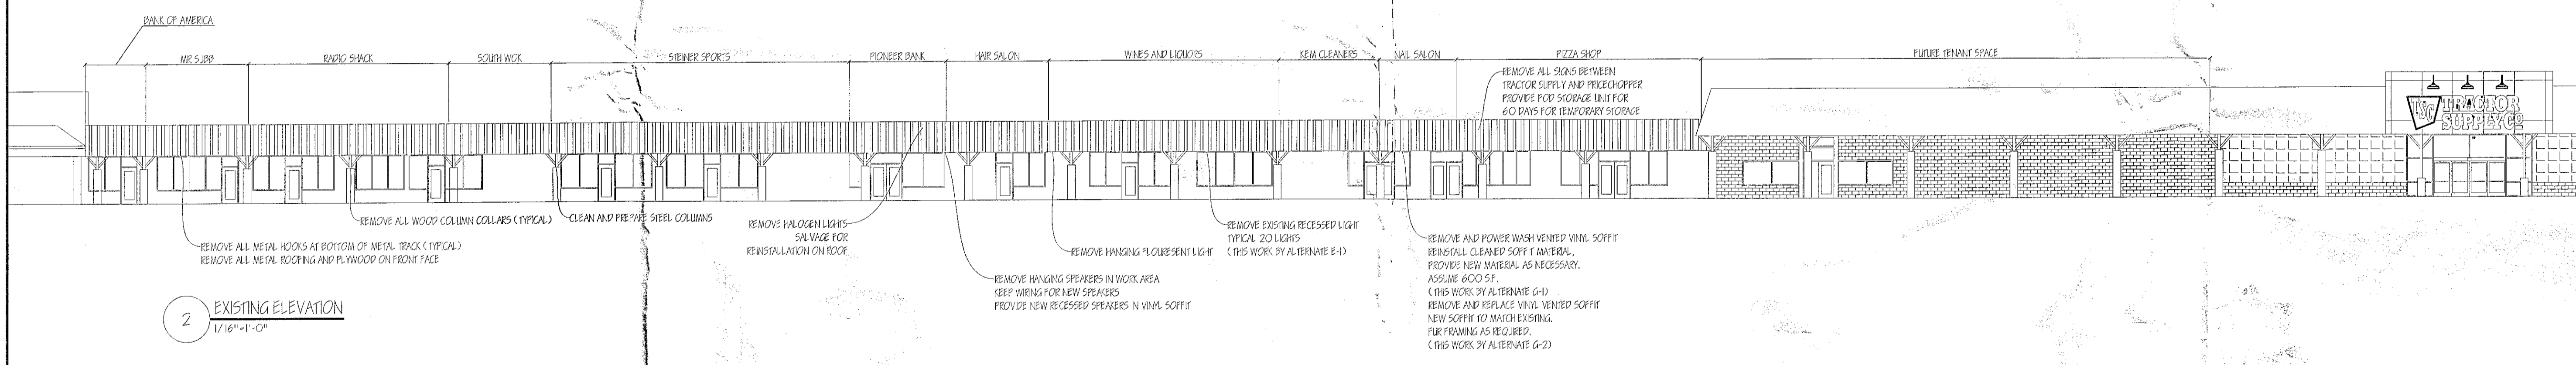 BANK OF AMERICA
MR SUBB
RADIO SHACK
SOUTH WOK
STEINER SPORTS
PIONEER BANK
HAIR SALON
WINES AND LIQUORS
KEM CLEANERS
NAIL SALON
PIZZA SHOP
FUTURE TENANT SPACE
REMOVE ALL SIGNS BETWEEN
TRACTOR SUPPLY AND PRICECHOPPER
PROVIDE POD STORAGE UNIT FOR
60 DAYS FOR TEMPORARY STORAGE
TSC TRACTOR
SUPPLY CO
REMOVE ALL WOOD COLUMN COLLARS (TYPICAL)
CLEAN AND PREPARE STEEL COLUMNS
REMOVE ALL METAL HOOKS AT BOTTOM OF METAL TRACK (TYPICAL)
REMOVE ALL METAL ROOFING AND PLYWOOD ON FRONT FACE
REMOVE HALOGEN LIGHTS
SALVAGE FOR
REINSTALLATION ON ROOF
REMOVE HANGING SPEAKERS IN WORK AREA
KEEP WIRING FOR NEW SPEAKERS
PROVIDE NEW RECESSED SPEAKERS IN VINYL SOFFIT
REMOVE HANGING FLOURESENT LIGHT
REMOVE EXISTING RECESSED LIGHT
TYPICAL 20 LIGHTS
(THIS WORK BY ALTERNATE E-1)
REMOVE AND POWER WASH VENTED VINYL SOFFIT
REINSTALL CLEANED SOFFIT MATERIAL,
PROVIDE NEW MATERIAL AS NECESSARY.
ASSUME 600 S.F.
(THIS WORK BY ALTERNATE G-1)
REMOVE AND REPLACE VINYL VENTED SOFFIT
NEW SOFFIT TO MATCH EXISTING.
FUR FRAMING AS REQUIRED.
(THIS WORK BY ALTERNATE G-2)
2
EXISTING ELEVATION
1/16"=1'-0"